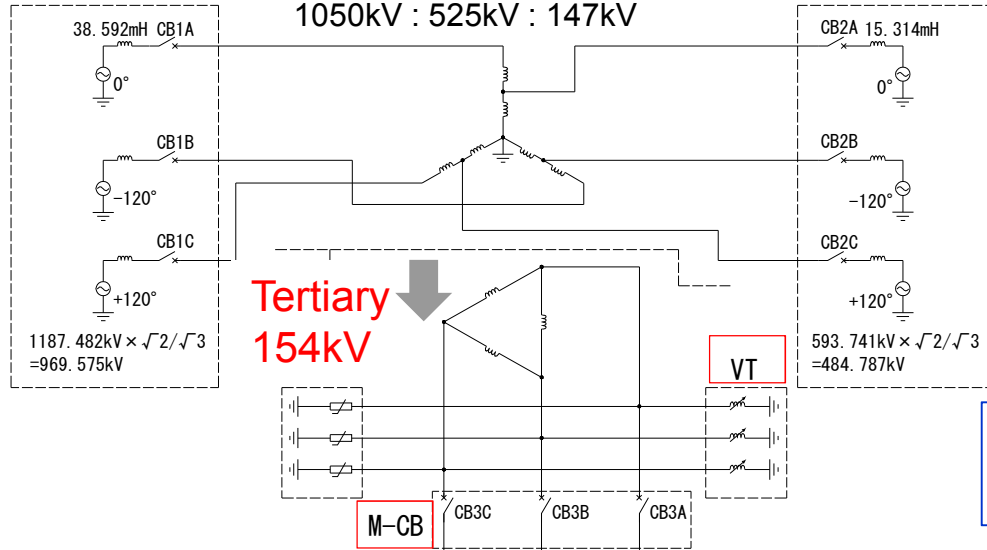 1050kV : 525kV : 147kV
38.592mH CB1A
0°
CB1B
−120°
CB1C
+120°
1187.482kV × √2/√3
=969.575kV
CB2A 15.314mH
0°
CB2B
−120°
CB2C
+120°
593.741kV × √2/√3
=484.787kV
Tertiary
154kV
VT
M-CB
CB3C
CB3B
CB3A